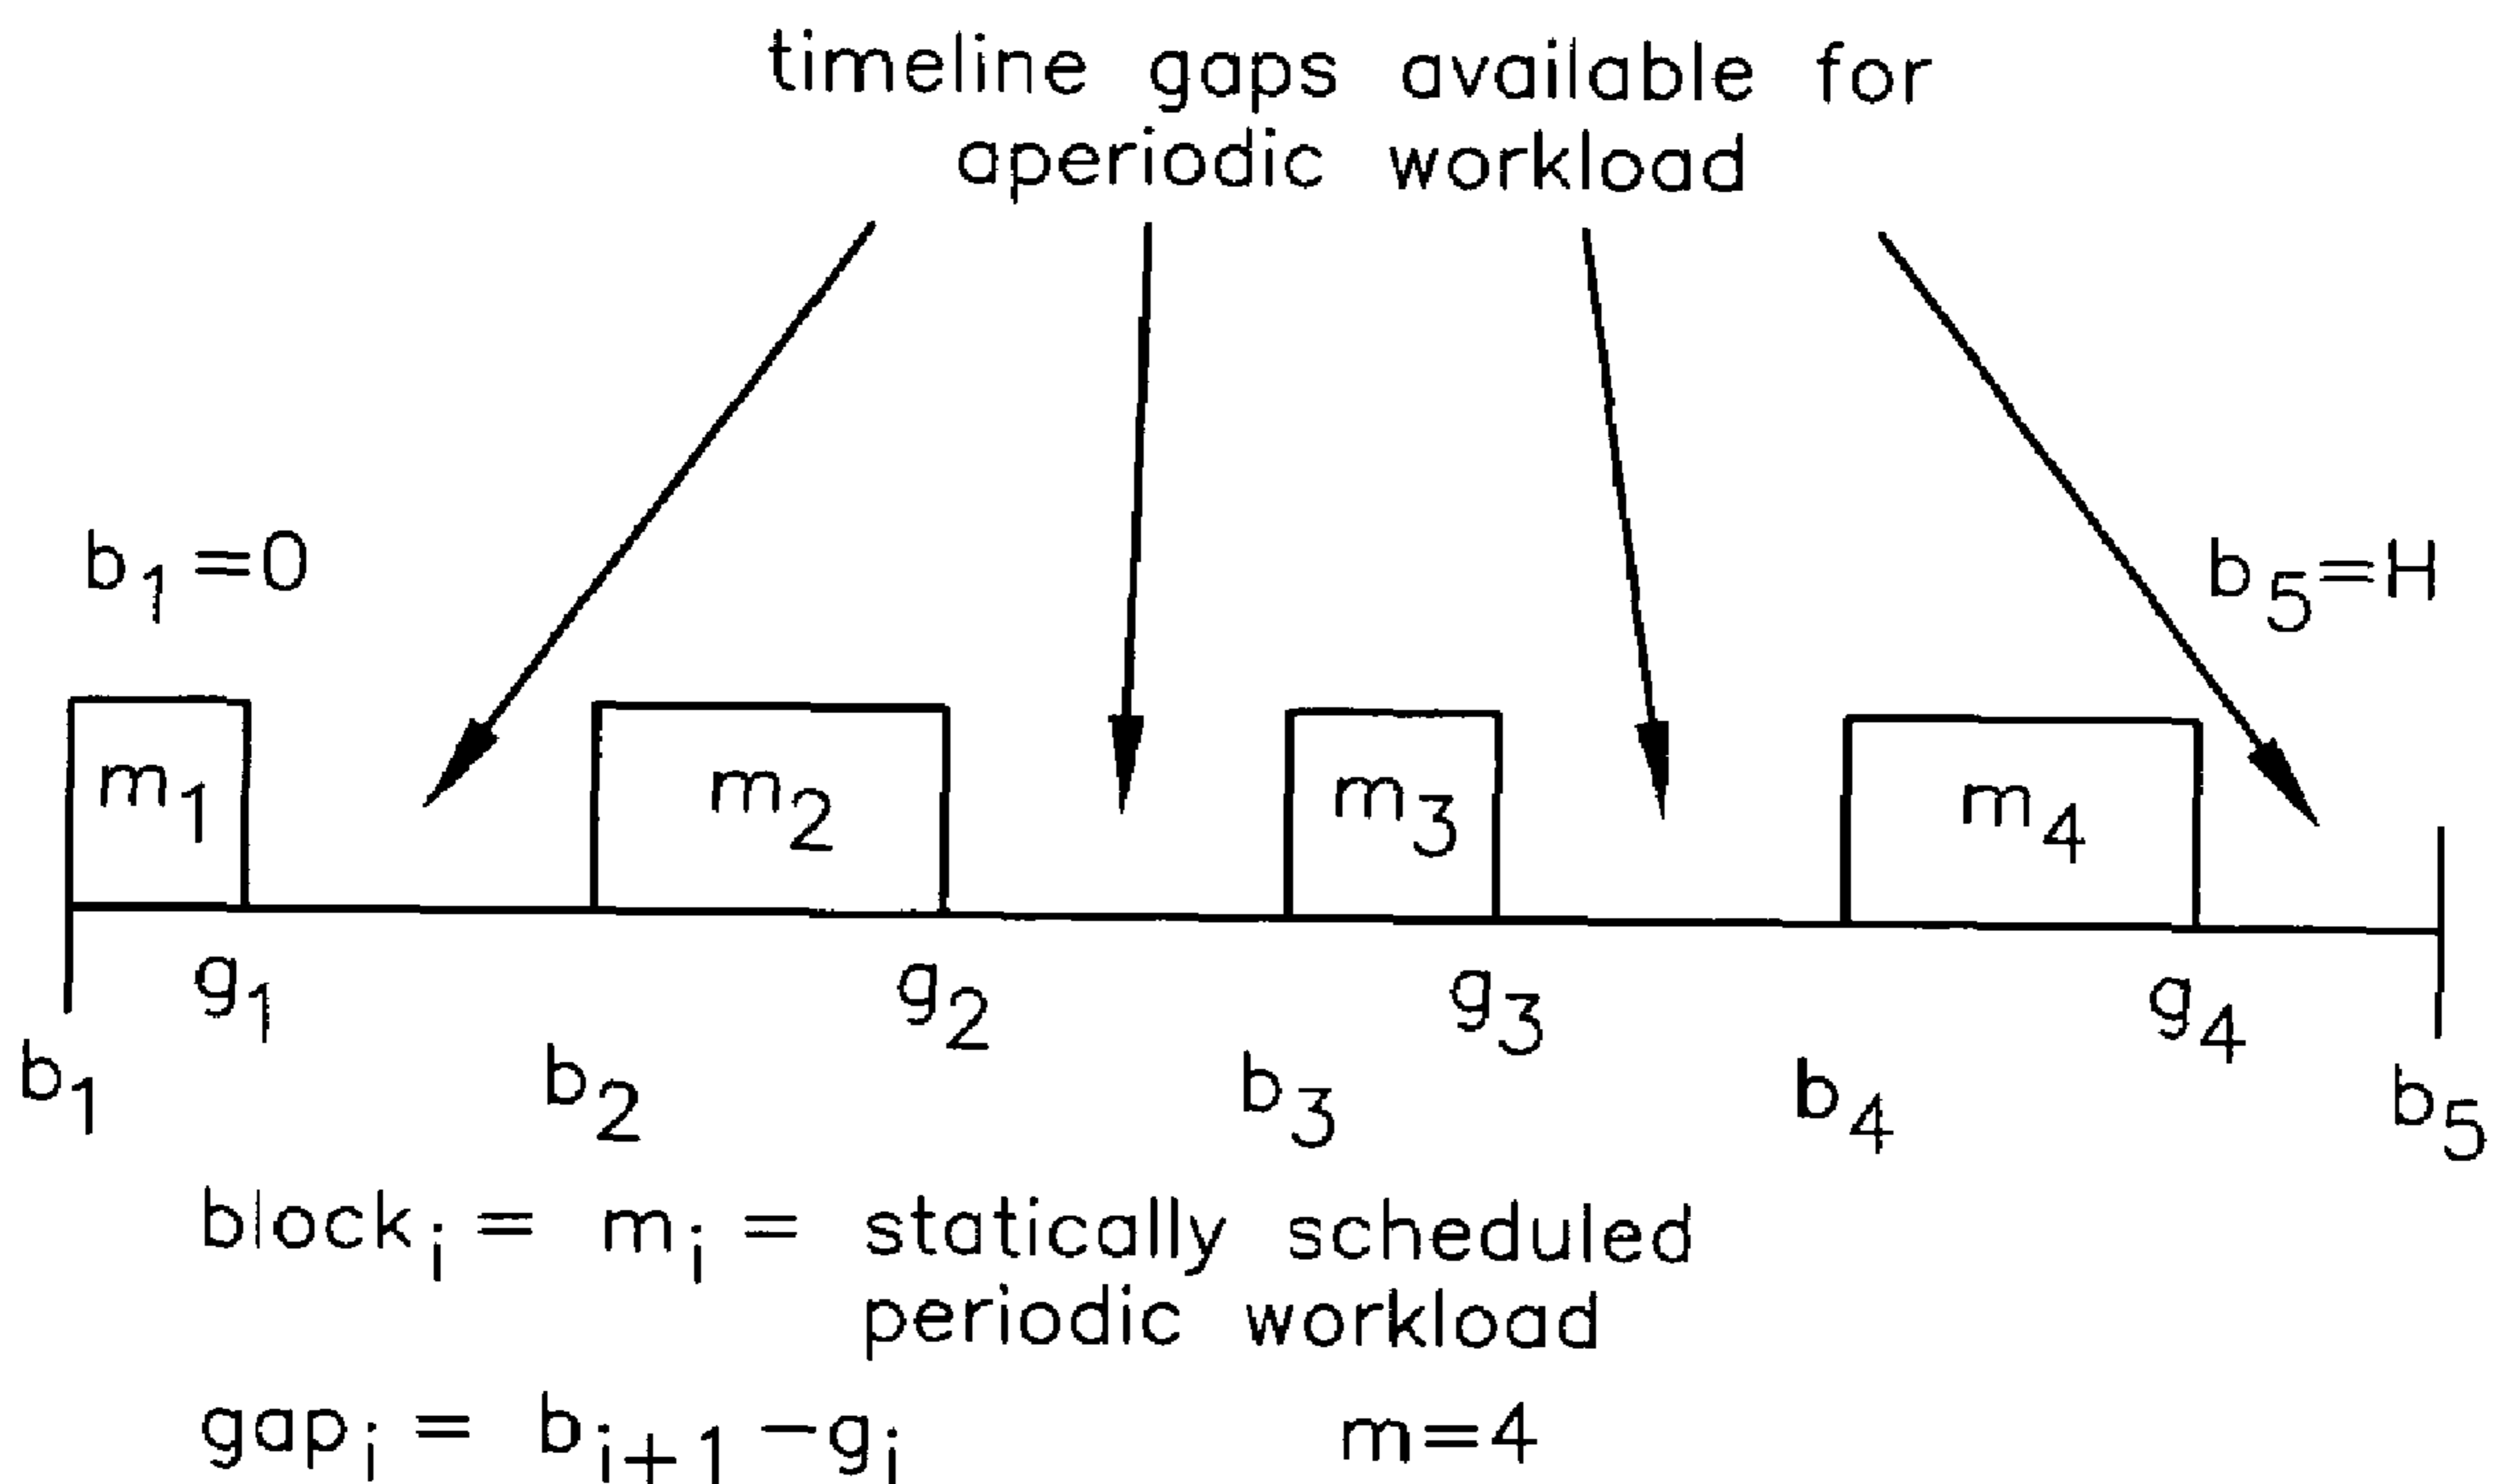 timeline gaps available for
aperiodic workload
b₁=0
b₅=H
m₁ m₂ m₃ m₄
g₁ g₂ g₃ g₄
b₁ b₂ b₃ b₄ b₅
blockᵢ= mᵢ= statically scheduled
periodic workload
gapᵢ= bᵢ₊₁-gᵢ m=4